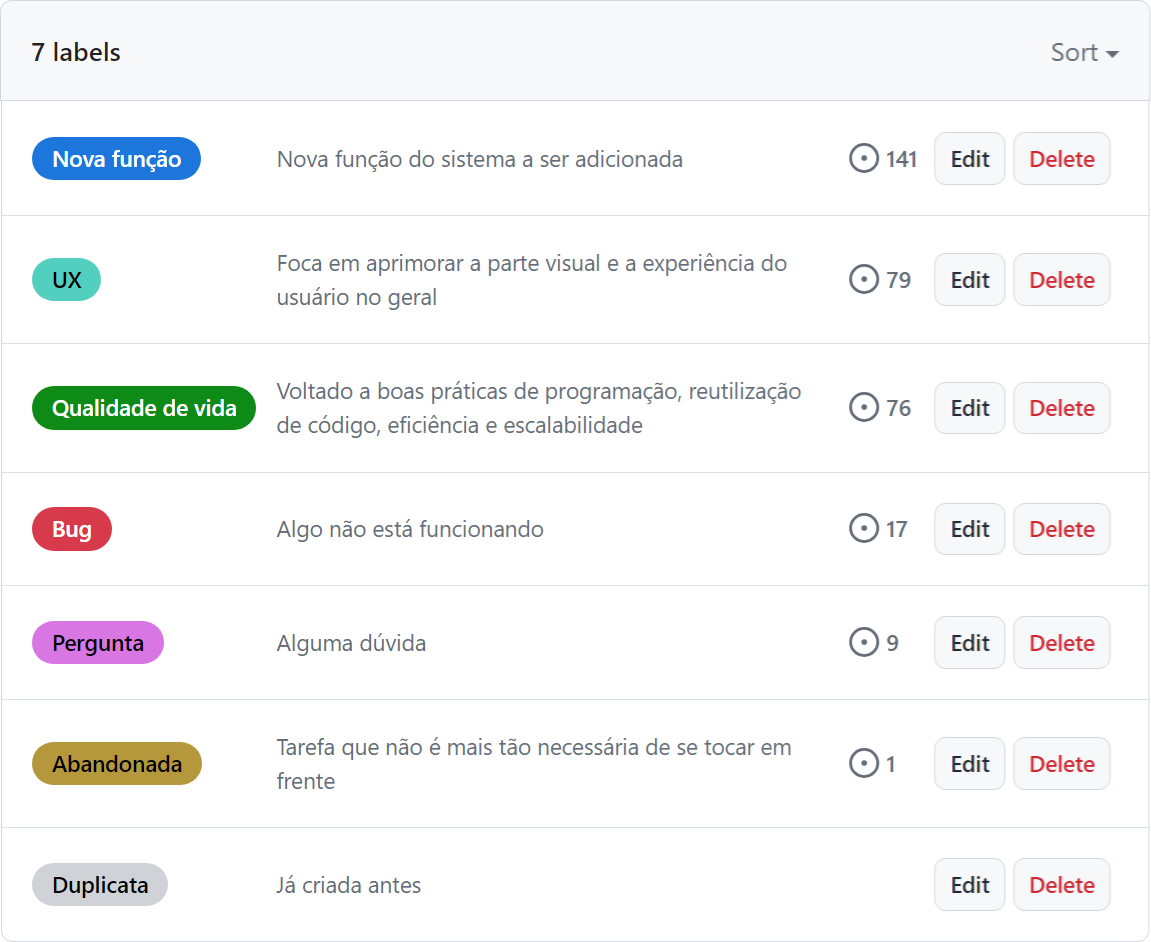 7 labels Sort
Nova função Nova função do sistema a ser adicionada 141 Edit Delete
UX Foca em aprimorar a parte visual e a experiência do
usuário no geral 79 Edit Delete
Qualidade de vida Voltado a boas práticas de programação, reutilização
de código, eficiência e escalabilidade 76 Edit Delete
Bug Algo não está funcionando 17 Edit Delete
Pergunta Alguma dúvida 9 Edit Delete
Abandonada Tarefa que não é mais tão necessária de se tocar em
frente 1 Edit Delete
Duplicata Já criada antes Edit Delete